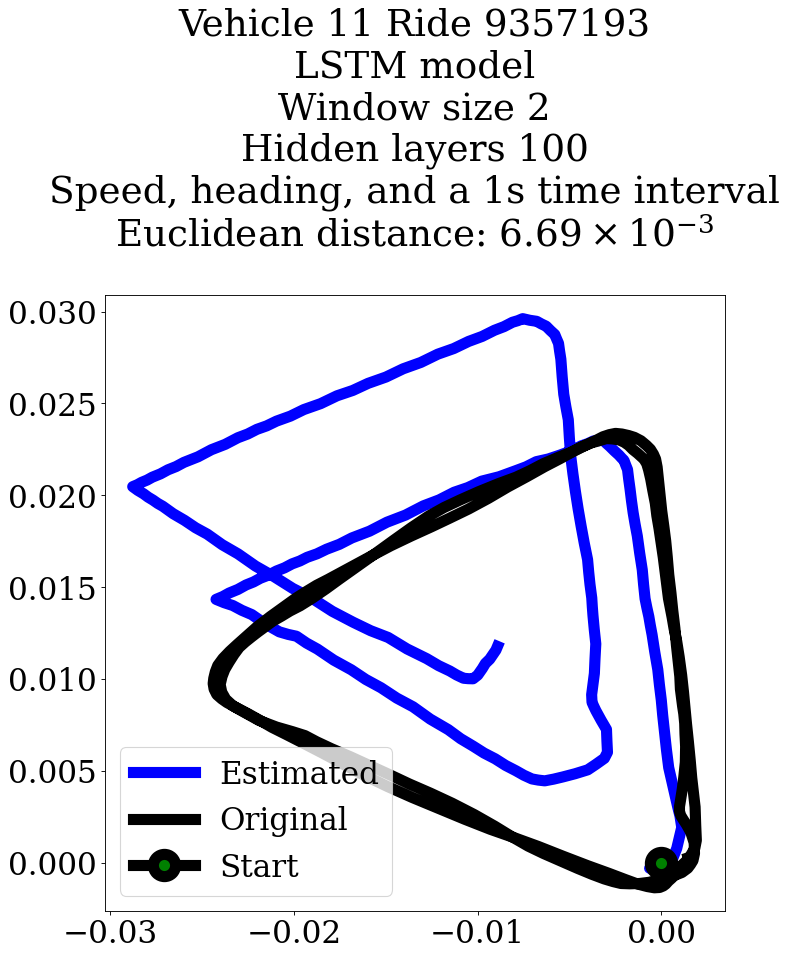 Vehicle 11 Ride 9357193
LSTM model
Window size 2
Hidden layers 100
Speed, heading, and a 1s time interval
Euclidean distance: 6.69 × 10⁻³
0.030
0.025
0.020
0.015
0.010
0.005
0.000
Estimated
Original
Start
−0.03 −0.02 −0.01 0.00